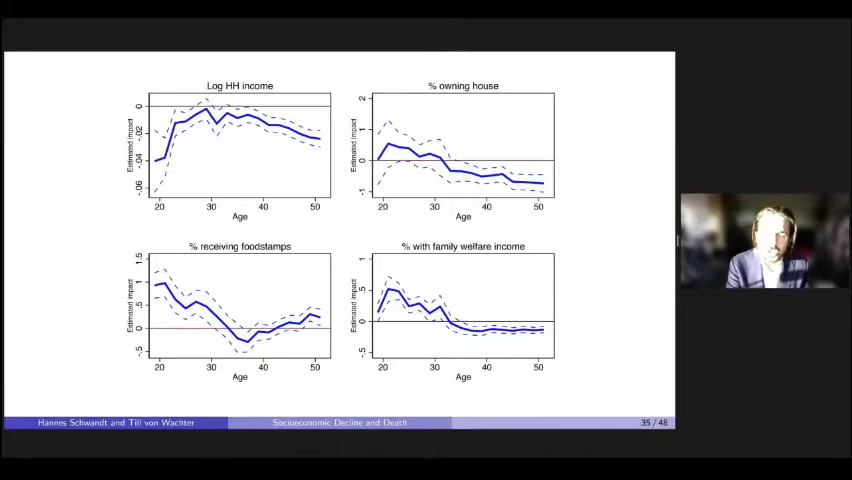 Log HH income
Estimated impact
0
-.02
-.04
-.06
20
30
40
50
Age
% owning house
Estimated impact
2
1
0
-1
20
30
40
50
Age
% receiving foodstamps
Estimated impact
1.5
1
.5
0
-.5
20
30
40
50
Age
% with family welfare income
Estimated impact
1
.5
0
-.5
20
30
40
50
Age
Hannes Schwandt and Till von Wachter
Socioeconomic Decline and Death
35 / 48